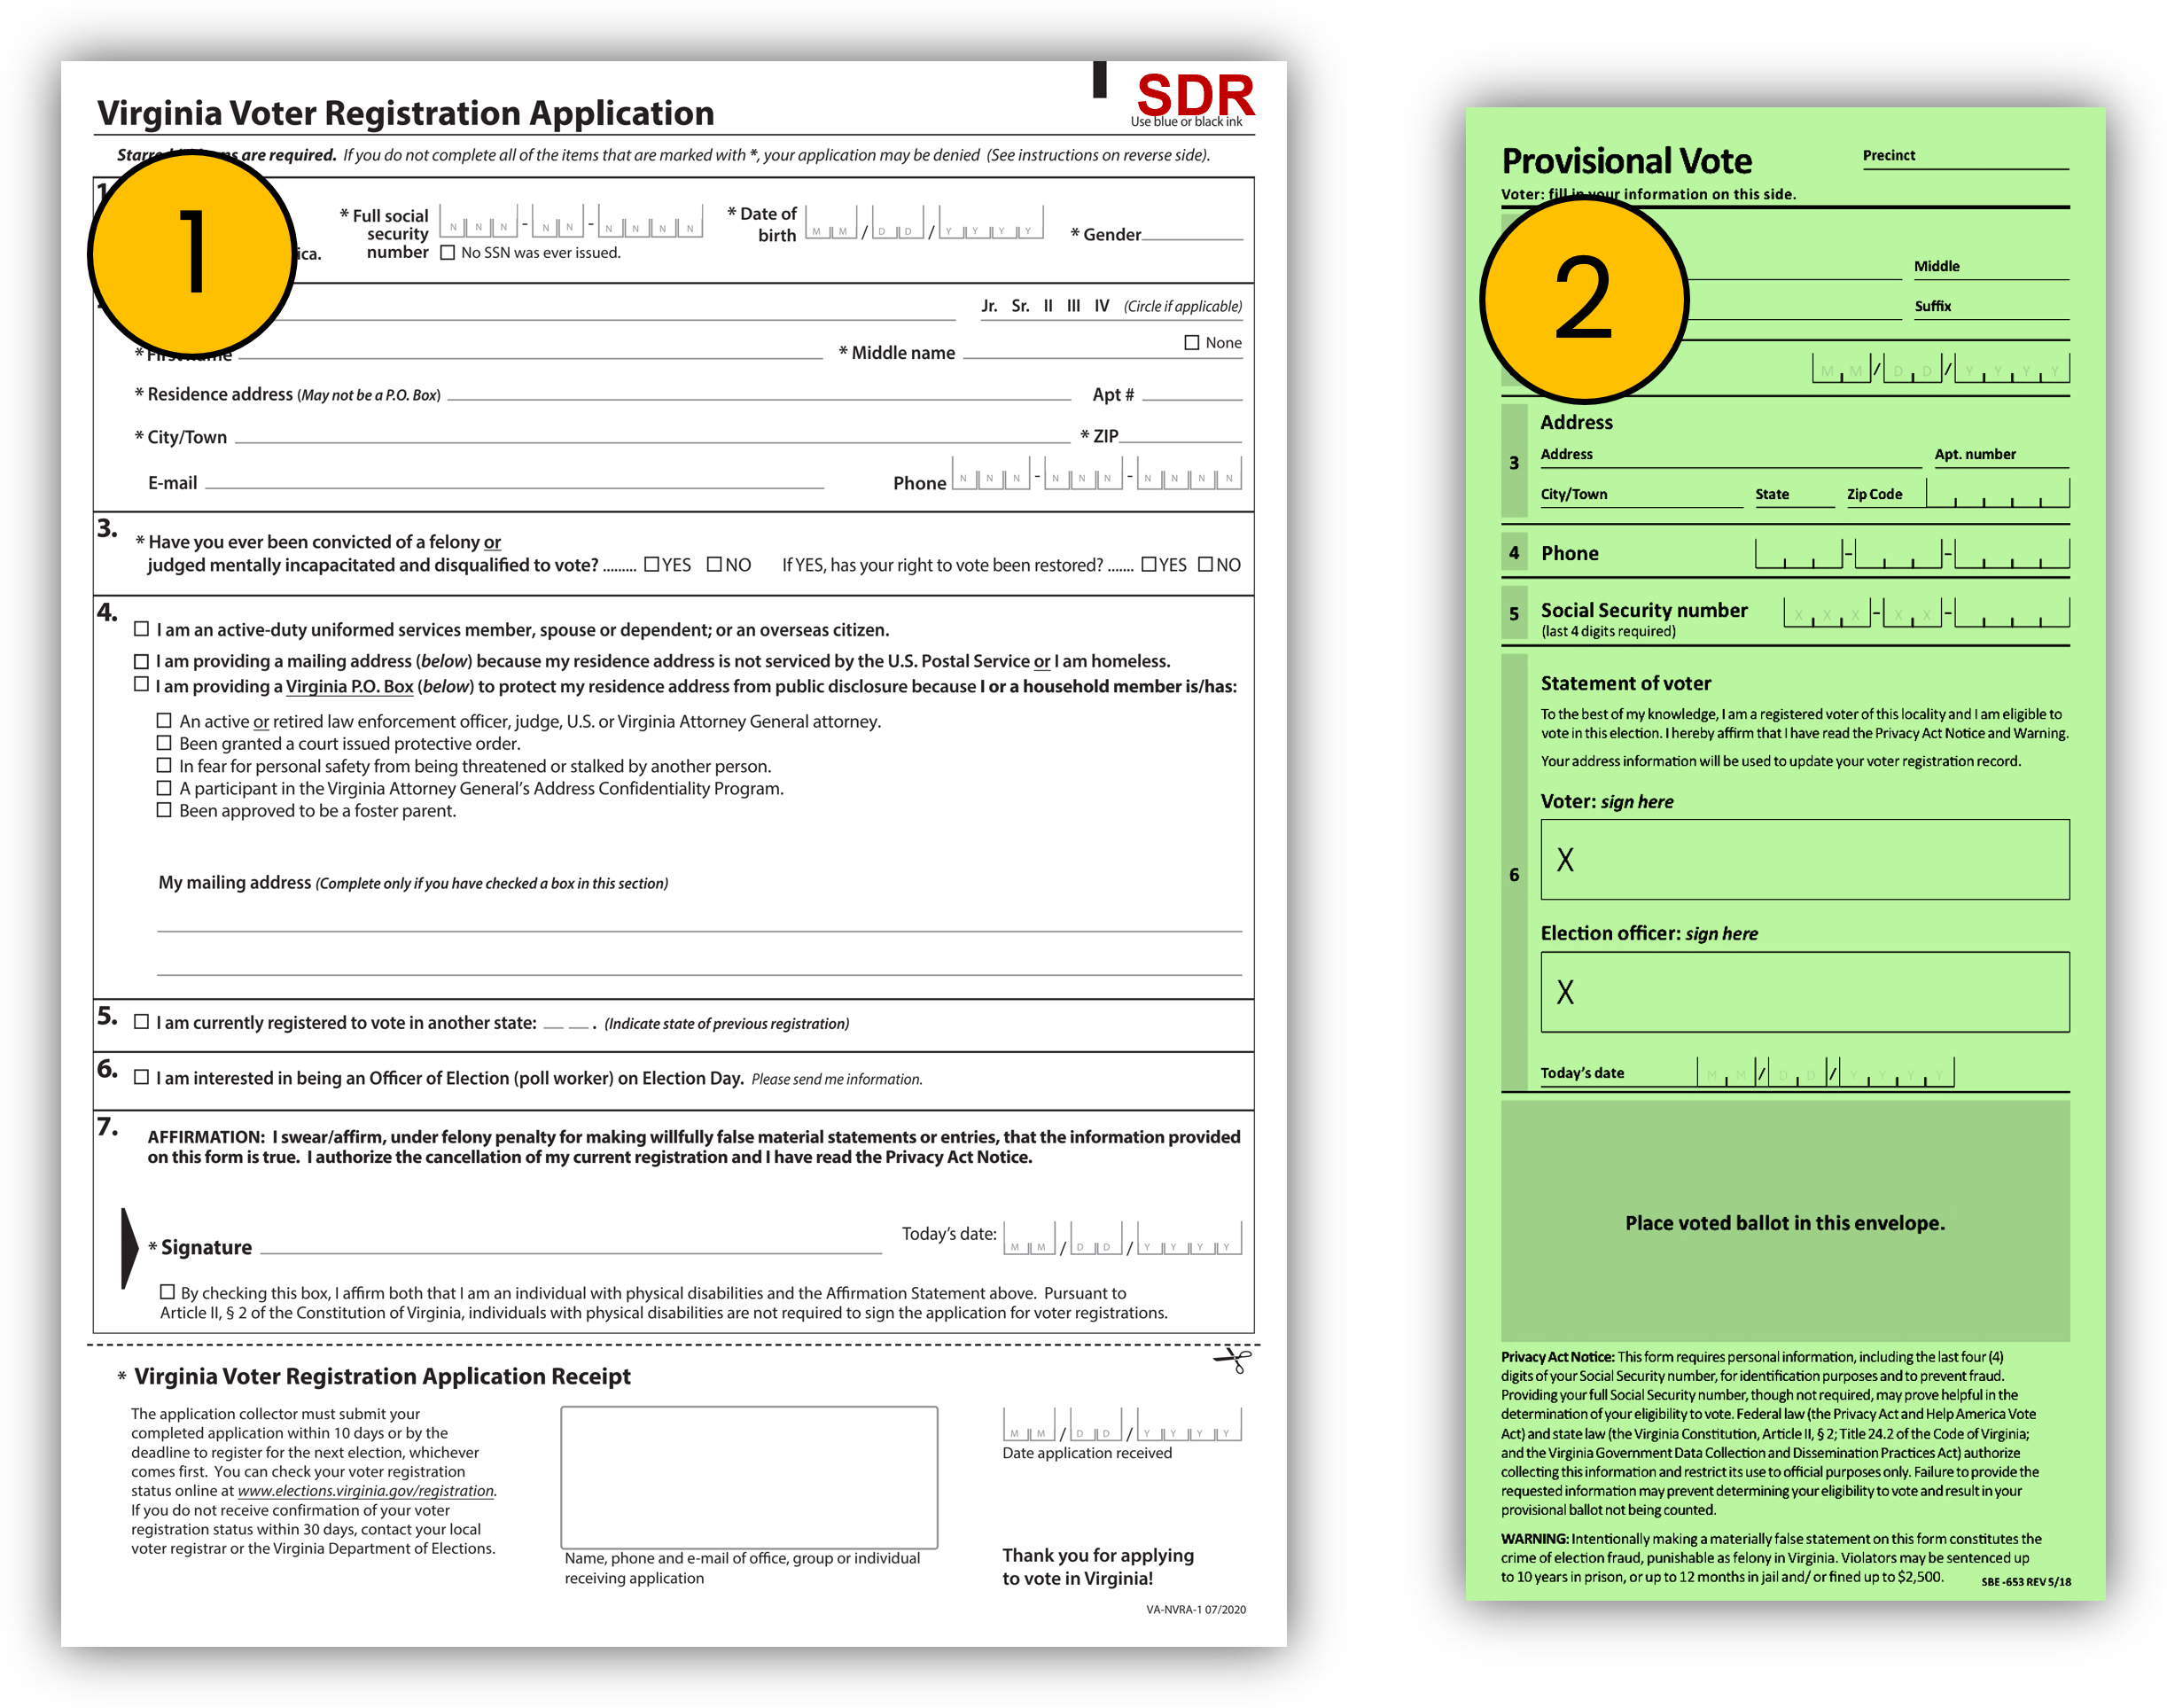 Virginia Voter Registration Application
SDR
Use blue or black ink
are required. If you do not complete all of the items that are marked with *, your application may be denied (See instructions on reverse side).
1
* Full social security number
N N N - N N - N N N N
No SSN was ever issued.
* Date of birth
M M / D D / Y Y Y Y
* Gender
Jr. Sr. II III IV (Circle if applicable)
* Middle name
None
* Residence address (May not be a P.O. Box)
Apt #
* City/Town
* ZIP
E-mail
Phone N N N - N N N - N N N N
3.
* Have you ever been convicted of a felony or
judged mentally incapacitated and disqualified to vote? ......... YES NO If YES, has your right to vote been restored? ....... YES NO
4.
I am an active-duty uniformed services member, spouse or dependent; or an overseas citizen.
I am providing a mailing address (below) because my residence address is not serviced by the U.S. Postal Service or I am homeless.
I am providing a Virginia P.O. Box (below) to protect my residence address from public disclosure because I or a household member is/has:
An active or retired law enforcement officer, judge, U.S. or Virginia Attorney General attorney.
Been granted a court issued protective order.
In fear for personal safety from being threatened or stalked by another person.
A participant in the Virginia Attorney General's Address Confidentiality Program.
Been approved to be a foster parent.
My mailing address (Complete only if you have checked a box in this section)
5.
I am currently registered to vote in another state: __ __ . (Indicate state of previous registration)
6.
I am interested in being an Officer of Election (poll worker) on Election Day. Please send me information.
7.
AFFIRMATION: I swear/affirm, under felony penalty for making willfully false material statements or entries, that the information provided
on this form is true. I authorize the cancellation of my current registration and I have read the Privacy Act Notice.
* Signature
Today's date: M M / D D / Y Y Y Y
By checking this box, I affirm both that I am an individual with physical disabilities and the Affirmation Statement above. Pursuant to
Article II, § 2 of the Constitution of Virginia, individuals with physical disabilities are not required to sign the application for voter registrations.
* Virginia Voter Registration Application Receipt
The application collector must submit your
completed application within 10 days or by the
deadline to register for the next election, whichever
comes first. You can check your voter registration
status online at www.elections.virginia.gov/registration.
If you do not receive confirmation of your voter
registration status within 30 days, contact your local
voter registrar or the Virginia Department of Elections.
Name, phone and e-mail of office, group or individual
receiving application
M M / D D / Y Y Y Y
Date application received
Thank you for applying
to vote in Virginia!
VA-NVRA-1 07/2020
Provisional Vote
Precinct
Voter: fill in your information on this side.
2
Middle
Suffix
M M / D D / Y Y Y Y
3
Address
Address
Apt. number
City/Town
State
Zip Code
4
Phone
5
Social Security number
(last 4 digits required)
X X X - X X -
6
Statement of voter
To the best of my knowledge, I am a registered voter of this locality and I am eligible to
vote in this election. I hereby affirm that I have read the Privacy Act Notice and Warning.
Your address information will be used to update your voter registration record.
Voter: sign here
X
Election officer: sign here
X
Today's date M M / D D / Y Y Y Y
Place voted ballot in this envelope.
Privacy Act Notice: This form requires personal information, including the last four (4)
digits of your Social Security number, for identification purposes and to prevent fraud.
Providing your full Social Security number, though not required, may prove helpful in the
determination of your eligibility to vote. Federal law (the Privacy Act and Help America Vote
Act) and state law (the Virginia Constitution, Article II, § 2; Title 24.2 of the Code of Virginia;
and the Virginia Government Data Collection and Dissemination Practices Act) authorize
collecting this information and restrict its use to official purposes only. Failure to provide the
requested information may prevent determining your eligibility to vote and result in your
provisional ballot not being counted.
WARNING: Intentionally making a materially false statement on this form constitutes the
crime of election fraud, punishable as felony in Virginia. Violators may be sentenced up
to 10 years in prison, or up to 12 months in jail and/ or fined up to $2,500.
SBE -653 REV 5/18